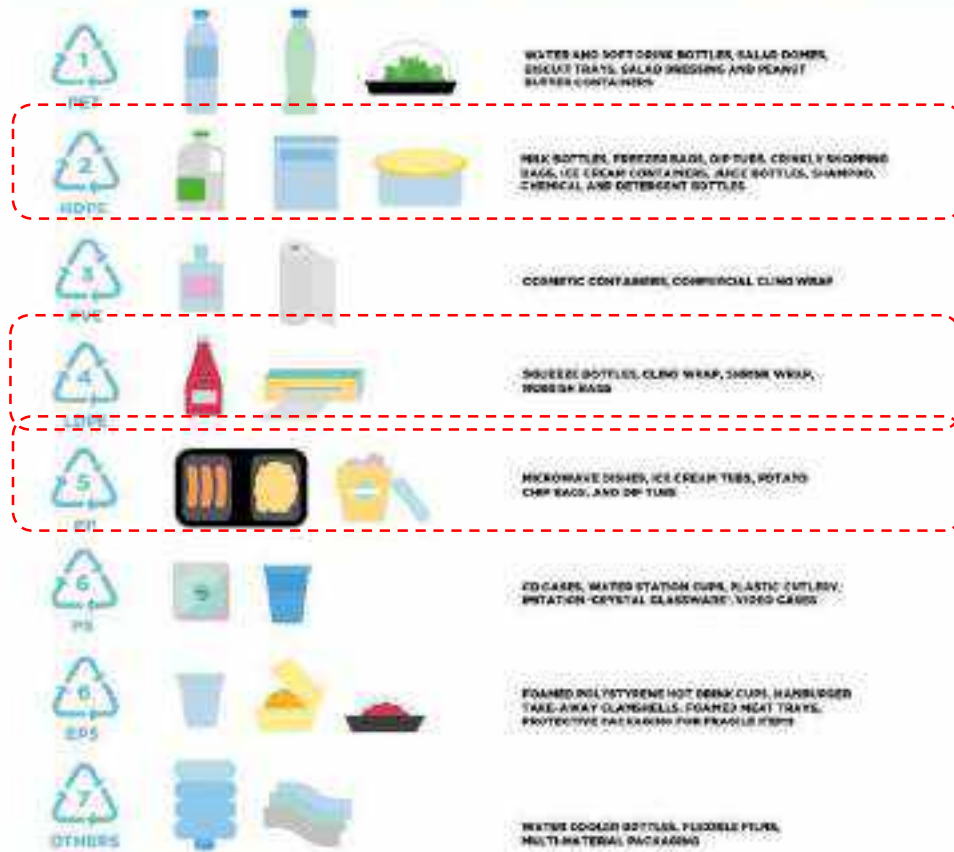 1
PET
WATER AND SOFT DRINK BOTTLES, SALAD DOMES,
BISCUIT TRAYS, SALAD DRESSING AND PEANUT
BUTTER CONTAINERS
2
HDPE
MILK BOTTLES, FREEZER BAGS, DIP TUBS, CRINKLY SHOPPING
BAGS, ICE CREAM CONTAINERS, JUICE BOTTLES, SHAMPOO,
CHEMICAL AND DETERGENT BOTTLES
3
PVC
COSMETIC CONTAINERS, COMMERCIAL CLING WRAP
4
LDPE
SQUEEZE BOTTLES, CLING WRAP, SHRINK WRAP,
RUBBISH BAGS
5
PP
MICROWAVE DISHES, ICE CREAM TUBS, POTATO
CHIP BAGS, AND DIP TUBS
6
PS
CD CASES, WATER STATION CUPS, PLASTIC CUTLERY,
IMITATION "CRYSTAL GLASSWARE", VIDEO CASES
6
EPS
FOAMED POLYSTYRENE HOT DRINK CUPS, HAMBURGER
TAKE-AWAY CLAMSHELLS, FOAMED MEAT TRAYS,
PROTECTIVE PACKAGING FOR FRAGILE ITEMS
7
OTHERS
WATER COOLER BOTTLES, FLEXIBLE FILMS,
MULTI-MATERIAL PACKAGING